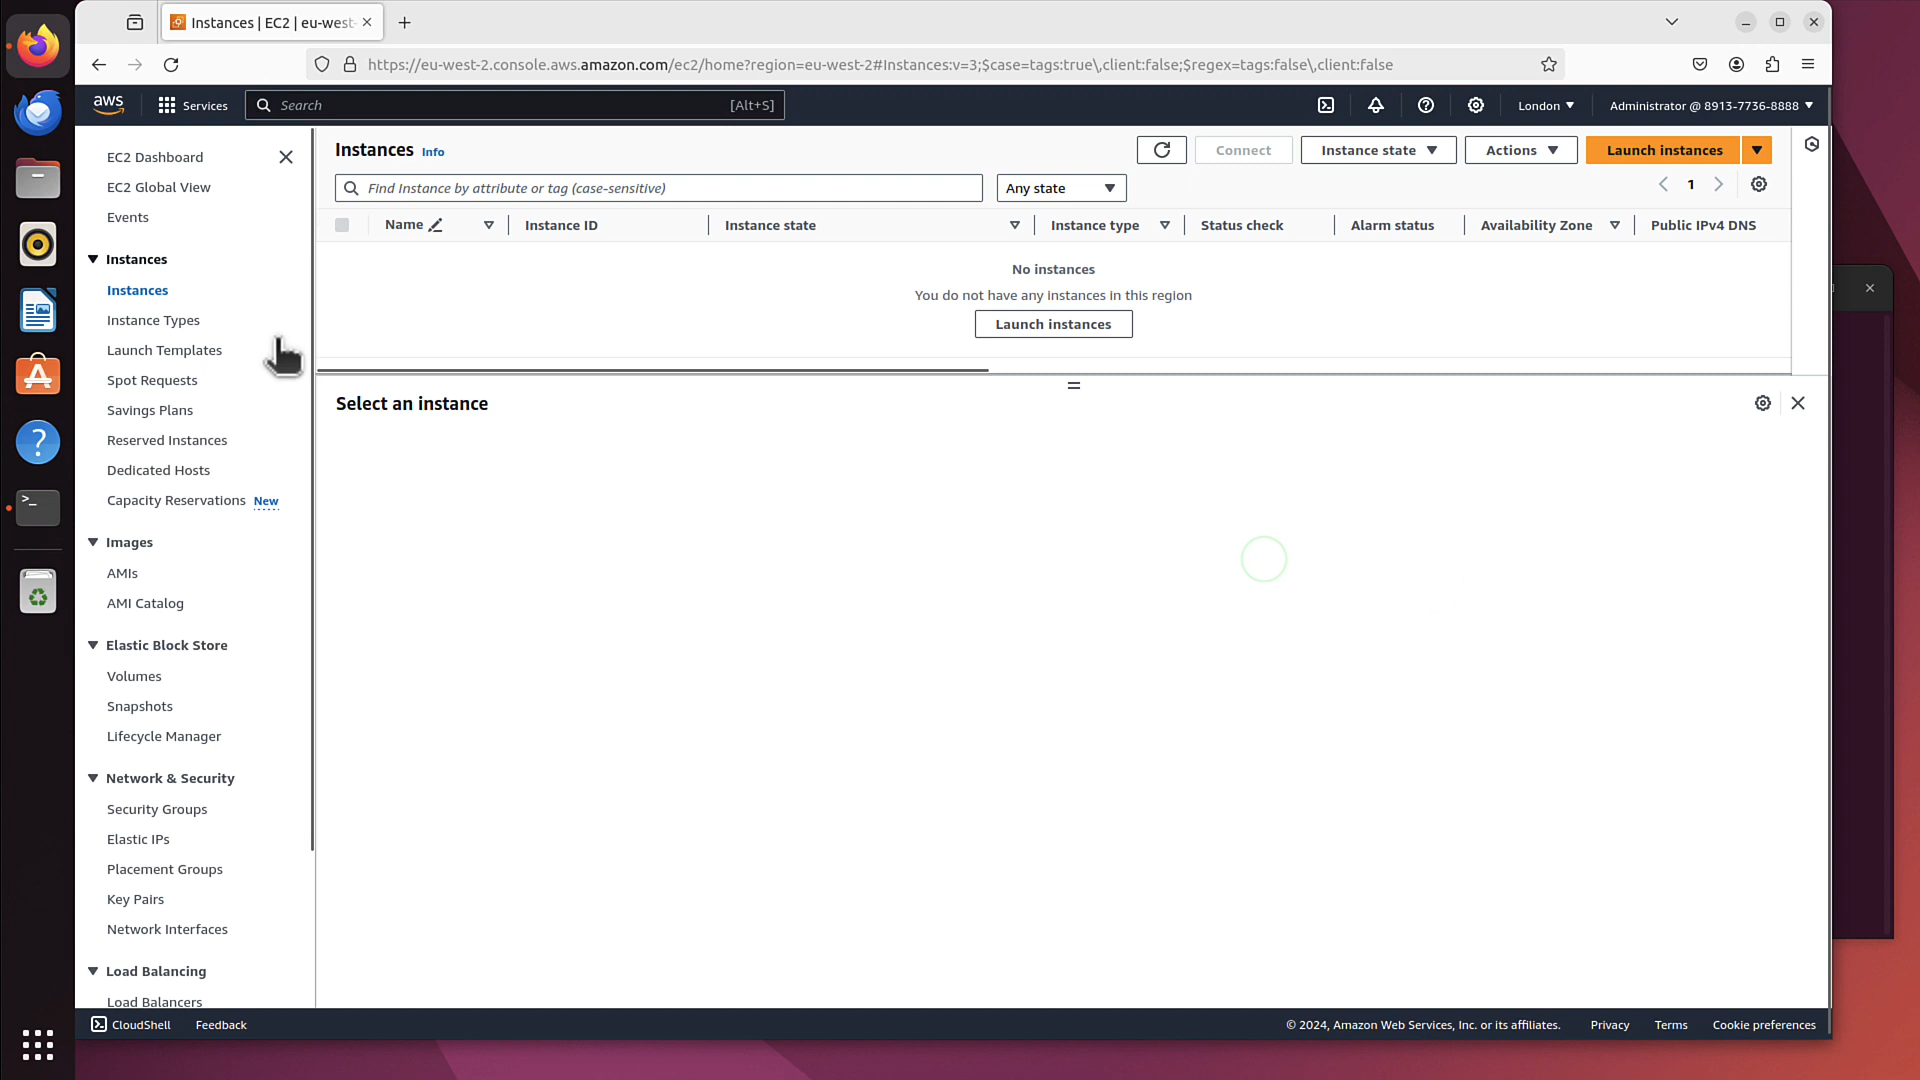 Instances | EC2 | eu-west-
https://eu-west-2.console.aws.amazon.com/ec2/home?region=eu-west-2#Instances:v=3;$case=tags:true\,client:false;$regex=tags:false\,client:false
aws
Services
Search
[Alt+S]
London
Administrator @ 8913-7736-8888
EC2 Dashboard
EC2 Global View
Events
Instances
Instances
Instance Types
Launch Templates
Spot Requests
Savings Plans
Reserved Instances
Dedicated Hosts
Capacity Reservations New
Images
AMIs
AMI Catalog
Elastic Block Store
Volumes
Snapshots
Lifecycle Manager
Network & Security
Security Groups
Elastic IPs
Placement Groups
Key Pairs
Network Interfaces
Load Balancing
Load Balancers
Instances Info
Connect
Instance state
Actions
Launch instances
Find Instance by attribute or tag (case-sensitive)
Any state
1
Name
Instance ID
Instance state
Instance type
Status check
Alarm status
Availability Zone
Public IPv4 DNS
No instances
You do not have any instances in this region
Launch instances
Select an instance
CloudShell
Feedback
© 2024, Amazon Web Services, Inc. or its affiliates.
Privacy
Terms
Cookie preferences